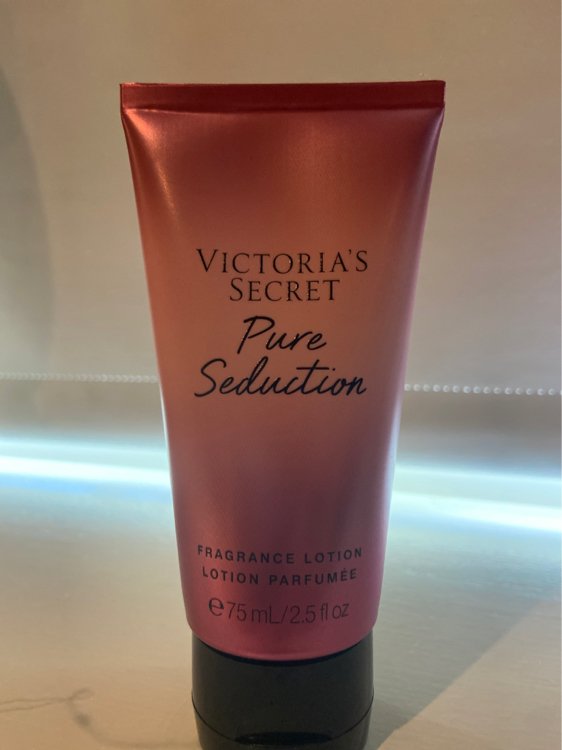 VICTORIA'S
SECRET
Pure
Seduction
FRAGRANCE LOTION
LOTION PARFUMÉE
℮75 mL/2.5 fl oz